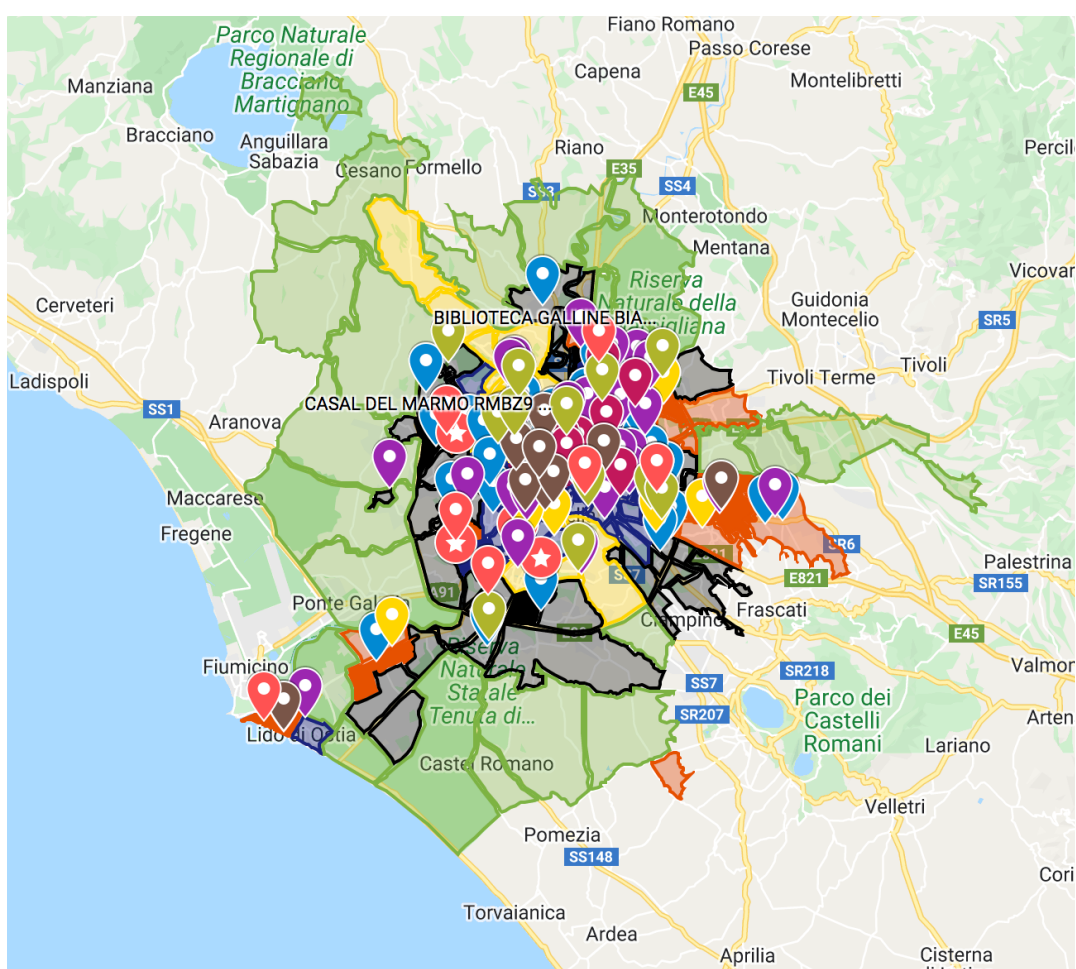 Fiano Romano
Parco Naturale
Regionale di
Bracciano
Martignano
Passo Corese
Manziana
Capena
Montelibretti
E45
Bracciano
Anguillara
Sabazia
Riano
Percil
Cesano
Formello
E35
SS3
SS4
Monterotondo
Mentana
Vicovar
Riserva
Naturale della
Cerveteri
Guidonia
Montecelio
BIBLIOTECA GALLINE BIA...
SR5
Tivoli
Ladispoli
Tivoli Terme
SS1
CASAL DEL MARMO RMBZ9 ...
Aranova
Maccarese
Fregene
SR6
Palestrina
E821
SR155
A91
Ponte Galeria
Frascati
Ciampino
E45
Riserva
Naturale
Statale
Tenuta di...
Fiumicino
SR218
Valmon
SS7
Parco dei
Castelli
Romani
SR207
Arten
Lido di Ostia
Lariano
Castel Romano
Velletri
Pomezia
SS148
Cori
Torvaianica
Ardea
Aprilia
Cisterna